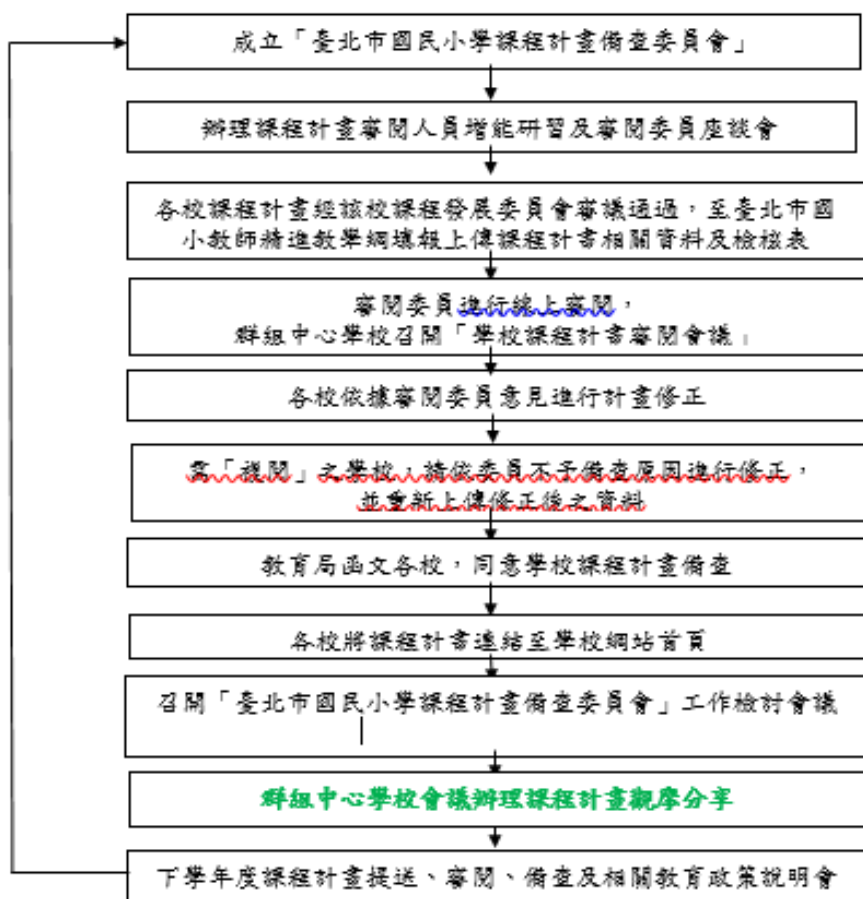 成立「臺北市國民小學課程計畫備查委員會」
辦理課程計畫審閱人員增能研習及審閱委員座談會
各校課程計畫經該校課程發展委員會審議通過，至臺北市國
小教師精進教學網填報上傳課程計畫相關資料及檢核表
審閱委員進行線上審閱，
群組中心學校召開「學校課程計畫審閱會議」
各校依據審閱委員意見進行計畫修正
需「複閱」之學校，請依委員不予備查原因進行修正，
並重新上傳修正後之資料
教育局函文各校，同意學校課程計畫備查
各校將課程計畫連結至學校網站首頁
召開「臺北市國民小學課程計畫備查委員會」工作檢討會議
群組中心學校會議辦理課程計畫觀摩分享
下學年度課程計畫提送、審閱、備查及相關教育政策說明會